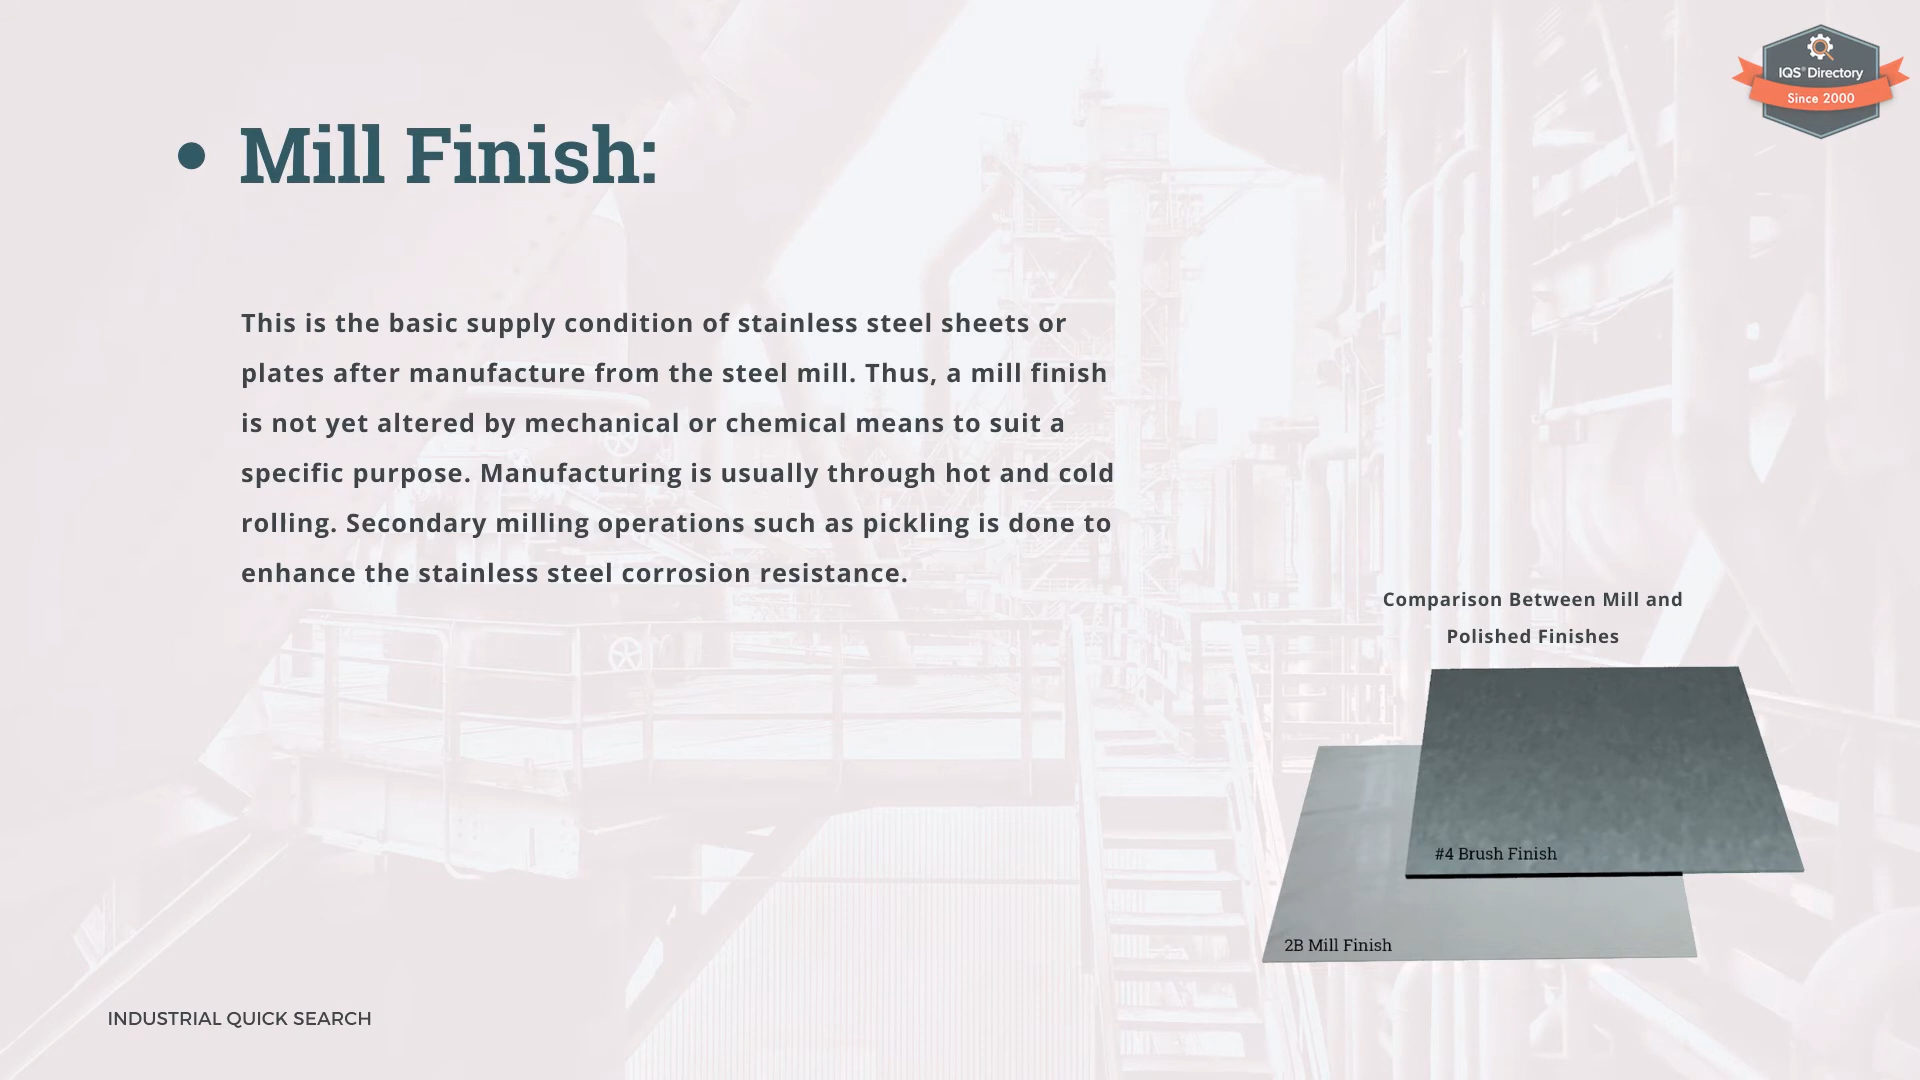 IQS® Directory
Since 2000
• Mill Finish:
This is the basic supply condition of stainless steel sheets or
plates after manufacture from the steel mill. Thus, a mill finish
is not yet altered by mechanical or chemical means to suit a
specific purpose. Manufacturing is usually through hot and cold
rolling. Secondary milling operations such as pickling is done to
enhance the stainless steel corrosion resistance.
Comparison Between Mill and
Polished Finishes
#4 Brush Finish
2B Mill Finish
INDUSTRIAL QUICK SEARCH